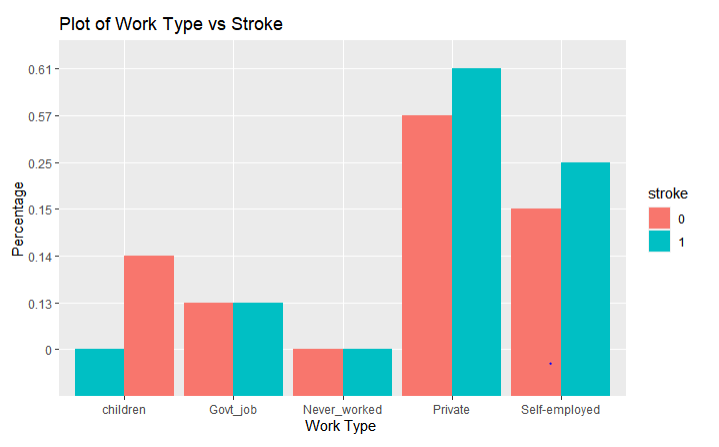 Plot of Work Type vs Stroke
Percentage
0.61
0.57
0.25
0.15
0.14
0.13
0
children Govt_job Never_worked Private Self-employed
Work Type
stroke
0
1